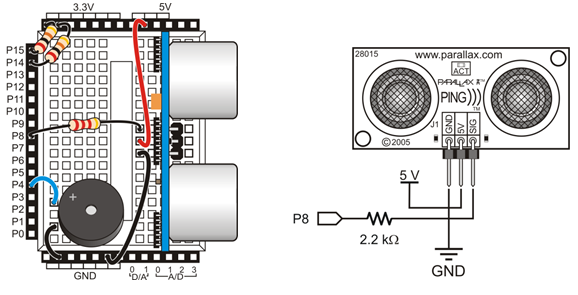 3.3V 5V
P15
P14
P13
P12
P11
P10
P9
P8
P7
P6
P5
P4
P3
P2
P1
P0
+
GND
0 1 0 1 2 3
D/A A/D
28015 www.parallax.com
ACT
PARALLAX
PING)))™
J1
GND
5V
SIG
©2005
5 V
P8
2.2 kΩ
GND